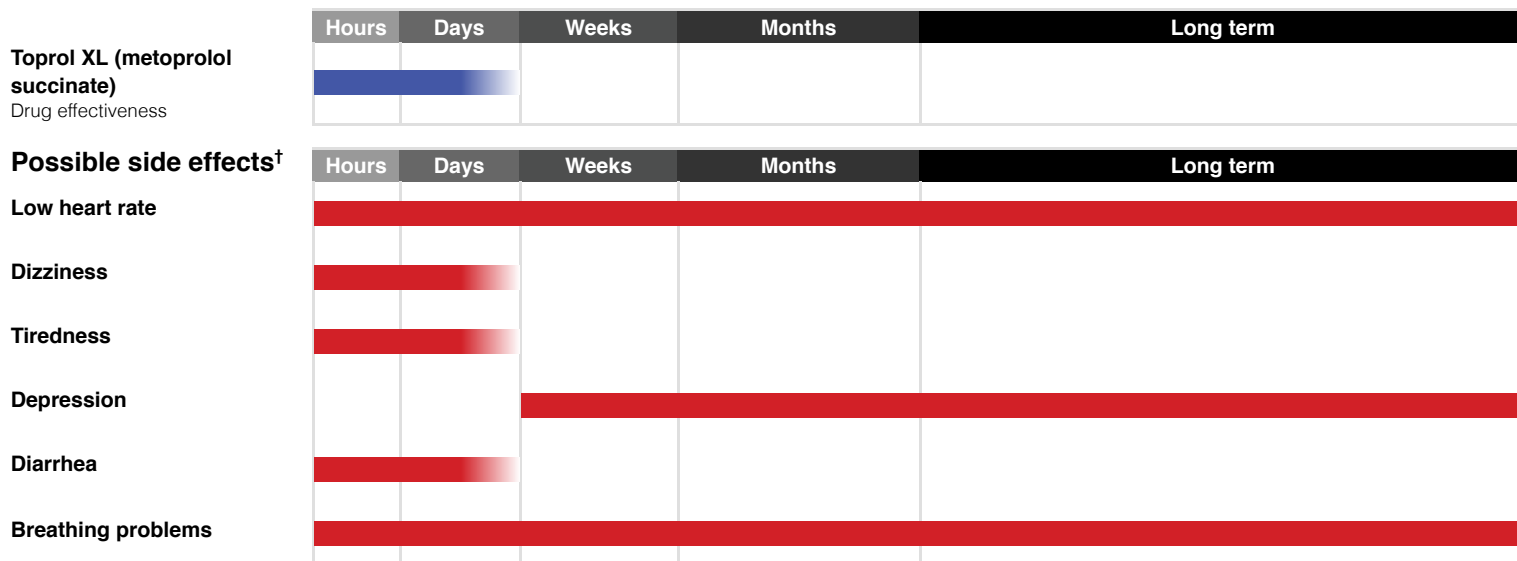 Hours Days Weeks Months Long term
Toprol XL (metoprolol
succinate)
Drug effectiveness
Possible side effects† Hours Days Weeks Months Long term
Low heart rate
Dizziness
Tiredness
Depression
Diarrhea
Breathing problems